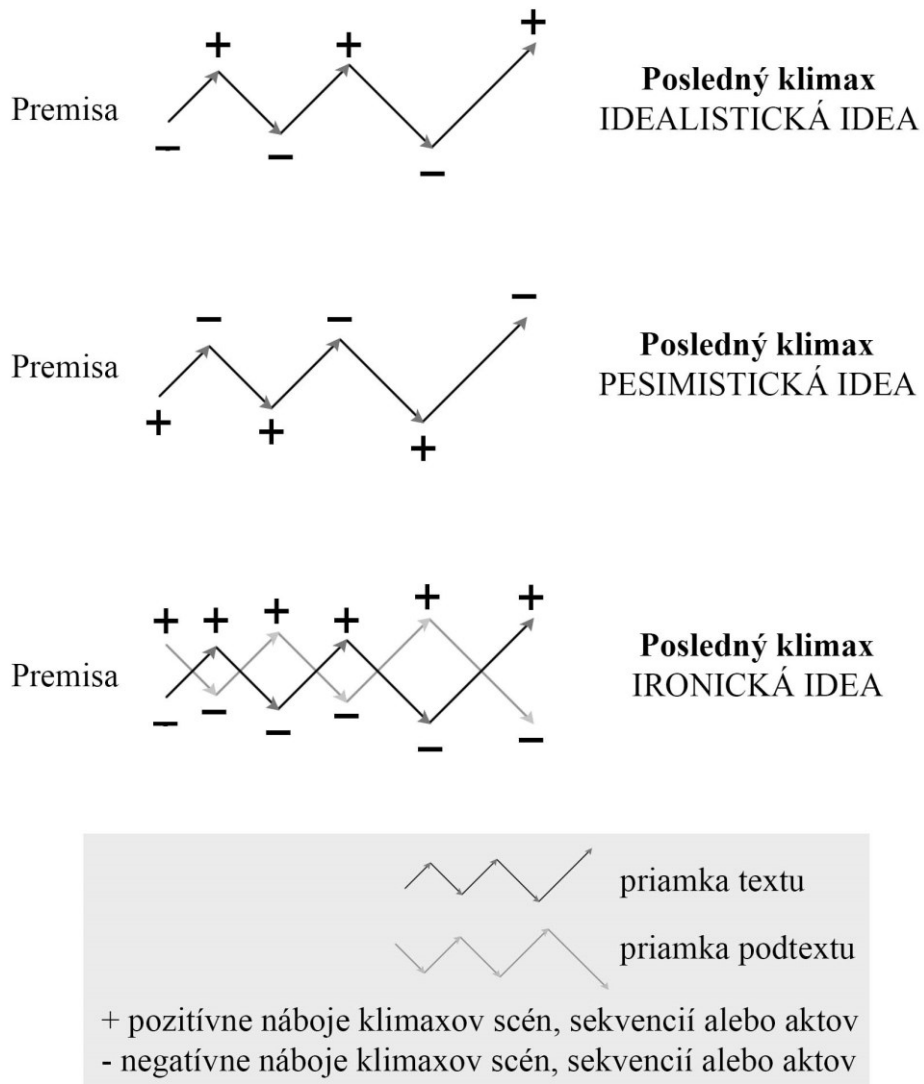 + + +
Premisa
Posledný klimax
IDEALISTICKÁ IDEA
− − −
− − −
Premisa
Posledný klimax
PESIMISTICKÁ IDEA
+ + +
+ + + + + +
Premisa
Posledný klimax
IRONICKÁ IDEA
− − − − − −
priamka textu
priamka podtextu
+ pozitívne náboje klimaxov scén, sekvencií alebo aktov
- negatívne náboje klimaxov scén, sekvencií alebo aktov